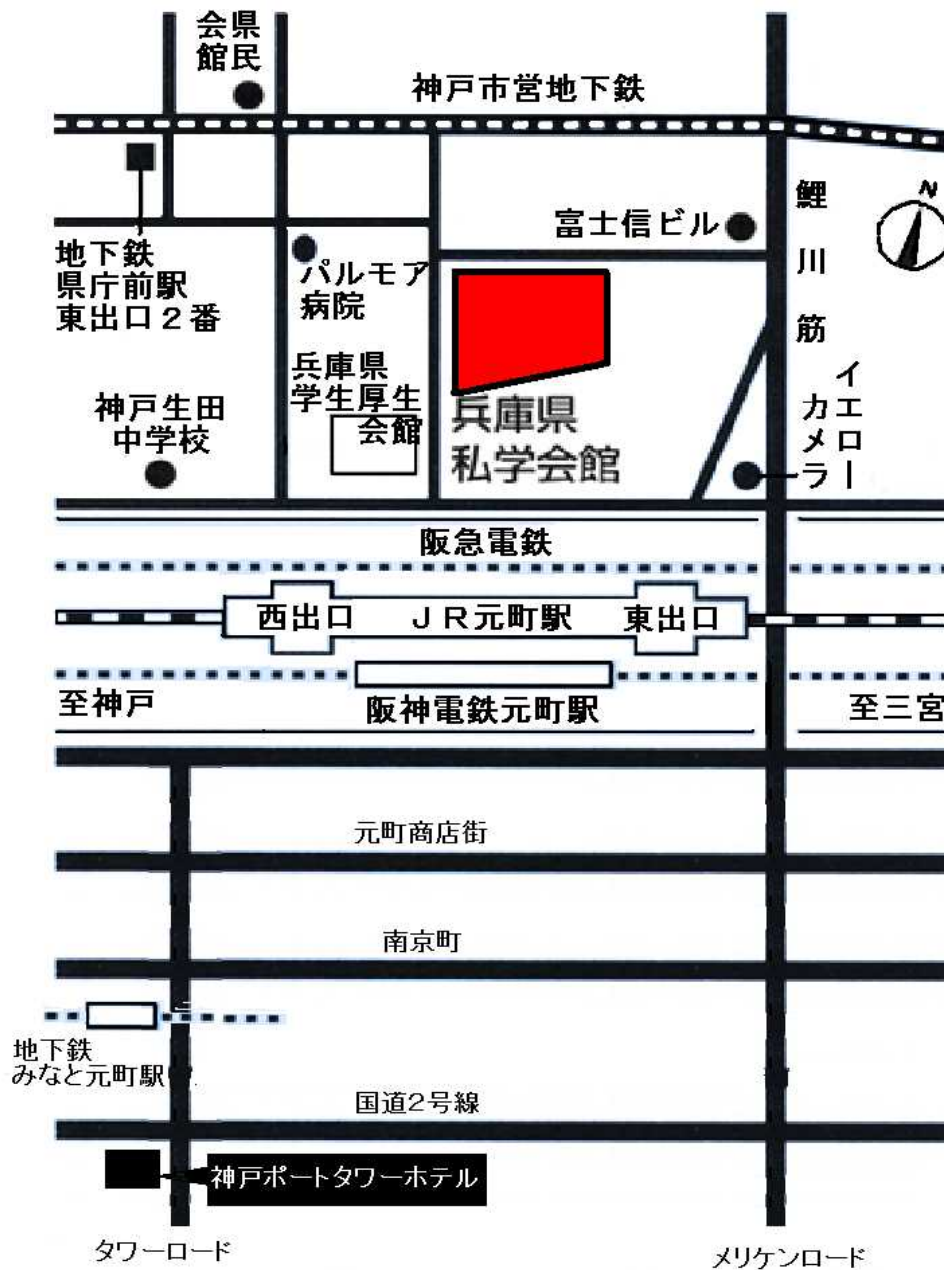 県民
会館
神戸市営地下鉄
N
鯉川筋
富士信ビル
地下鉄
県庁前駅
東出口２番
パルモア
病院
兵庫県
学生厚生
会館
神戸生田
中学校
兵庫県
私学会館
イエロー
カメラ
阪急電鉄
西出口
ＪＲ元町駅
東出口
至神戸
阪神電鉄元町駅
至三宮
元町商店街
南京町
地下鉄
みなと元町駅
国道2号線
神戸ポートタワーホテル
タワーロード
メリケンロード